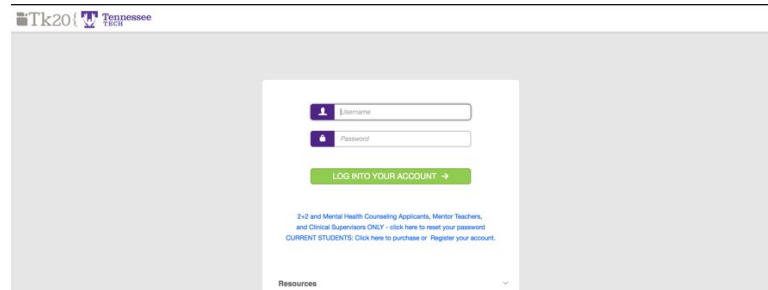 Tk20{ T Tennessee
TECH
Username
Password
LOG INTO YOUR ACCOUNT →
2+2 and Mental Health Counseling Applicants, Mentor Teachers,
and Clinical Supervisors ONLY - click here to reset your password
CURRENT STUDENTS: Click here to purchase or Register your account.
Resources